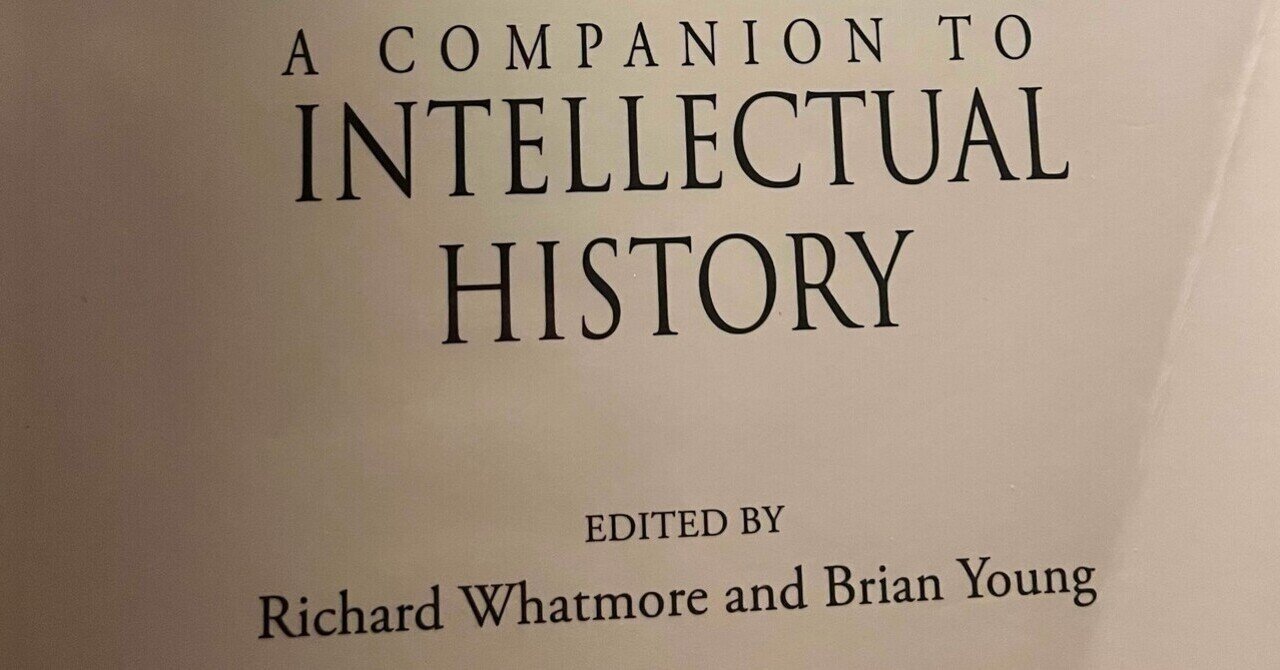 A COMPANION TO
INTELLECTUAL
HISTORY
EDITED BY
Richard Whatmore and Brian Young